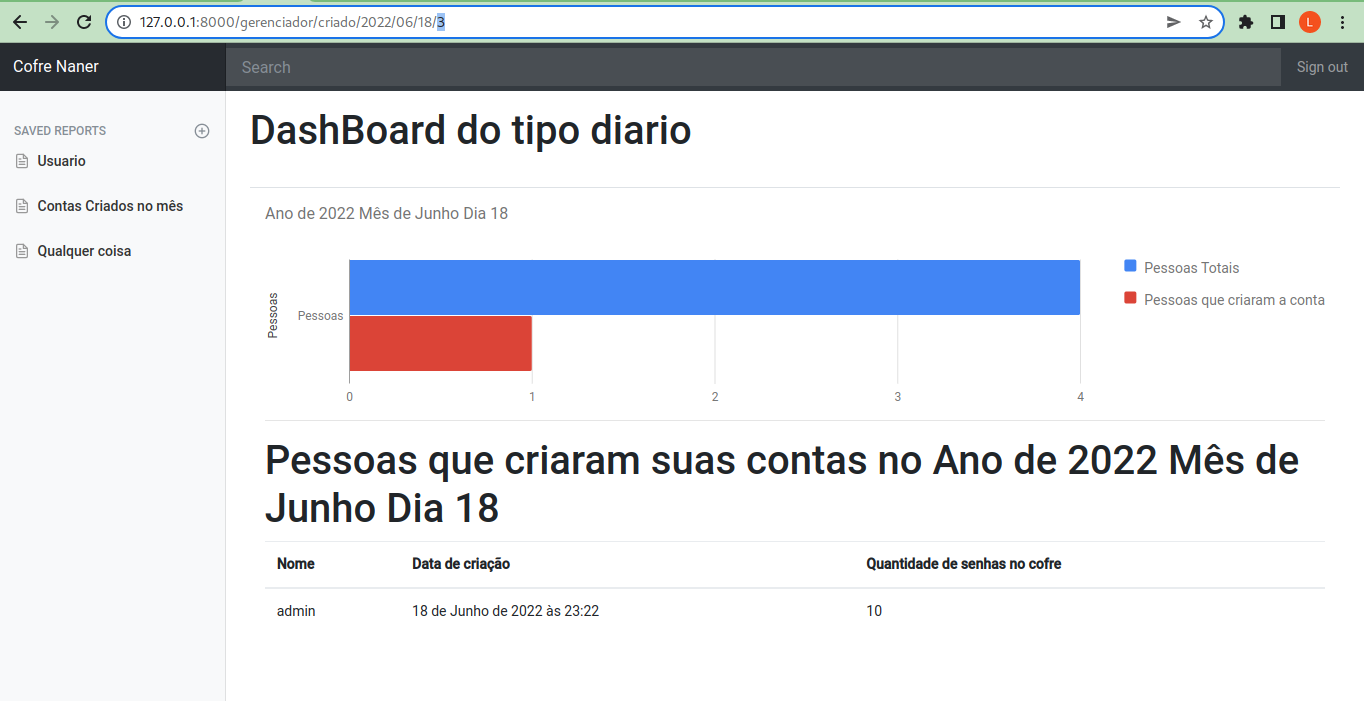 127.0.0.1:8000/gerenciador/criado/2022/06/18/3
L
Cofre Naner
Search
Sign out
SAVED REPORTS
Usuario
Contas Criados no mês
Qualquer coisa
DashBoard do tipo diario
Ano de 2022 Mês de Junho Dia 18
Pessoas
Pessoas
0
1
2
3
4
Pessoas Totais
Pessoas que criaram a conta
Pessoas que criaram suas contas no Ano de 2022 Mês de
Junho Dia 18
Nome Data de criação Quantidade de senhas no cofre
admin 18 de Junho de 2022 às 23:22 10